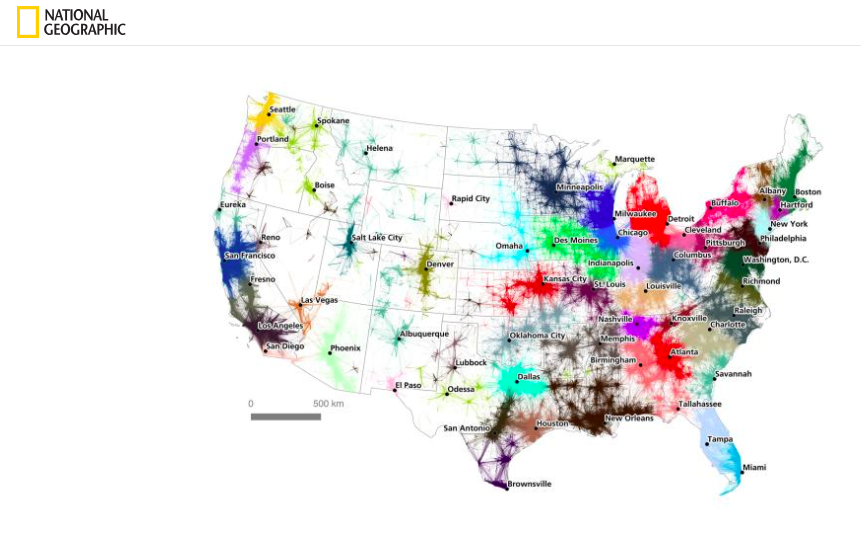 NATIONAL
GEOGRAPHIC
Seattle
Spokane
Portland
Helena
Marquette
Boise
Minneapolis
Albany
Boston
Rapid City
Buffalo
Hartford
Eureka
Milwaukee
Detroit
New York
Reno
Salt Lake City
Omaha
Des Moines
Chicago
Cleveland
Pittsburgh
Philadelphia
San Francisco
Denver
Indianapolis
Columbus
Washington, D.C.
Fresno
Kansas City
St. Louis
Louisville
Richmond
Las Vegas
Los Angeles
Albuquerque
Oklahoma City
Nashville
Knoxville
Raleigh
Charlotte
San Diego
Phoenix
Memphis
Lubbock
Birmingham
Atlanta
El Paso
Odessa
Dallas
Savannah
0 500 km
Tallahassee
San Antonio
Houston
New Orleans
Tampa
Miami
Brownsville